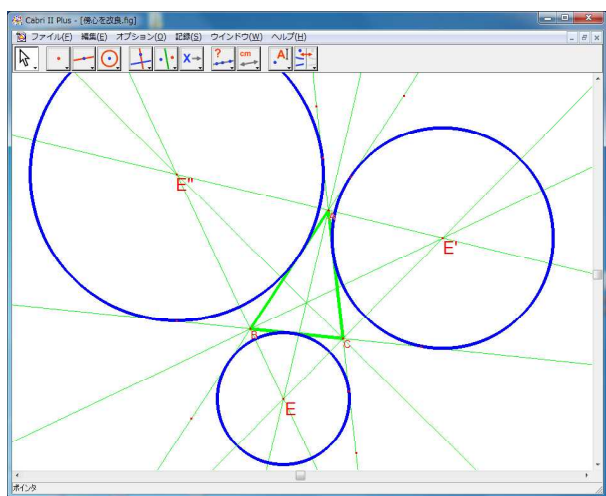 Cabri II Plus - [傍心を改良.fig]
ファイル(F) 編集(E) オプション(O) 記録(S) ウインドウ(W) ヘルプ(H)
? cm A
E"
A
E'
B
C
E
ポインタ